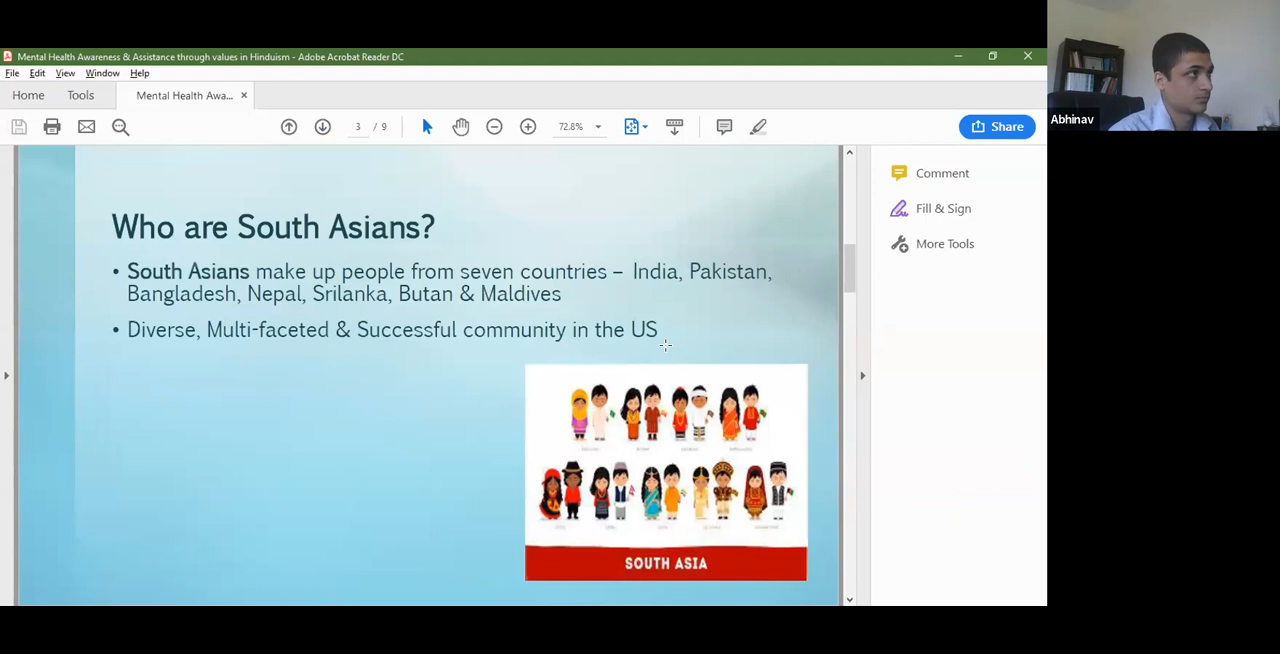 Mental Health Awareness & Assistance through values in Hinduism - Adobe Acrobat Reader DC
File Edit View Window Help
Home Tools Mental Health Awa... ×
3 / 9 72.8% Share
Abhinav
Who are South Asians?
• South Asians make up people from seven countries – India, Pakistan,
Bangladesh, Nepal, Srilanka, Butan & Maldives
• Diverse, Multi-faceted & Successful community in the US
SOUTH ASIA
Comment
Fill & Sign
More Tools